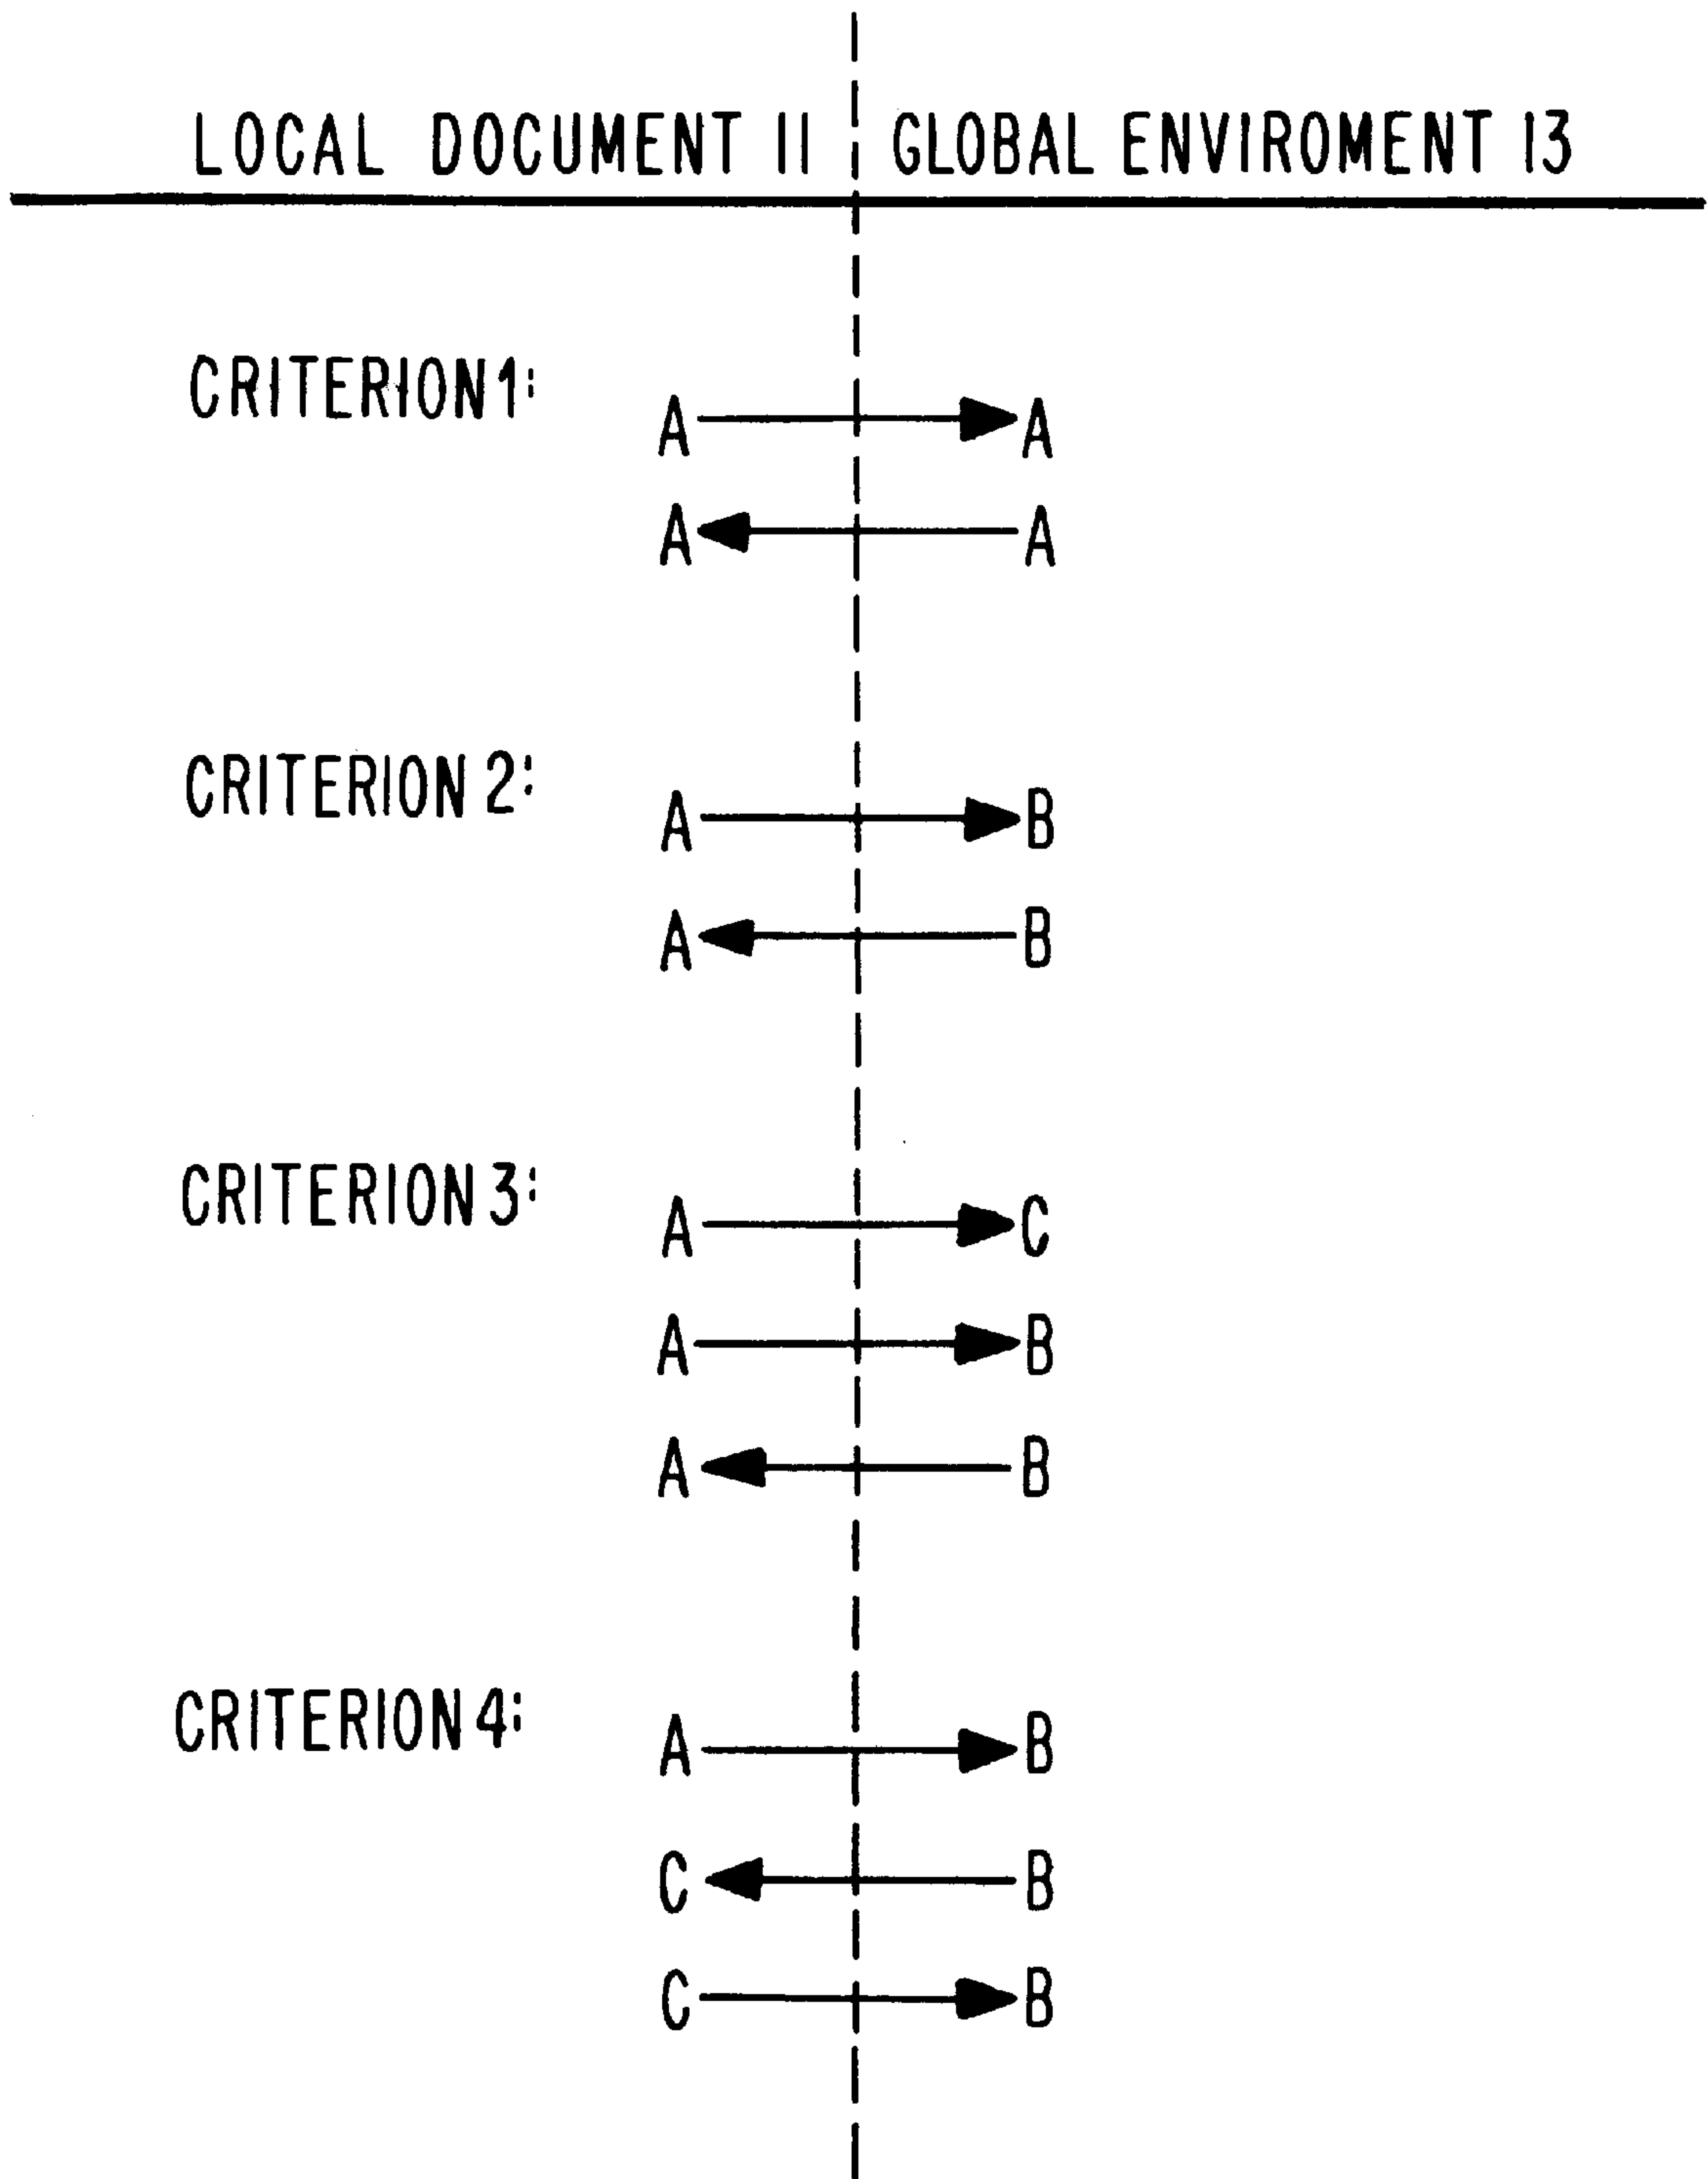 LOCAL DOCUMENT 11 GLOBAL ENVIROMENT 13
CRITERION 1:
A A
A A
CRITERION 2:
A B
A B
CRITERION 3:
A C
A B
A B
CRITERION 4:
A B
C B
C B